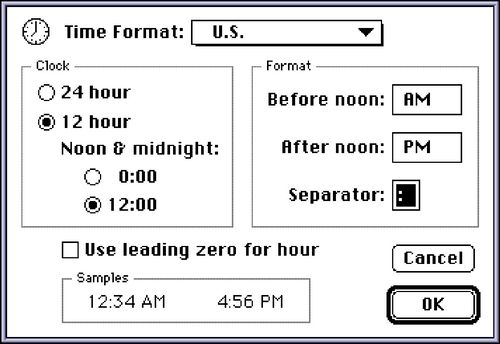 Time Format: U.S.
Clock
24 hour
12 hour
Noon & midnight:
0:00
12:00
Format
Before noon: AM
After noon: PM
Separator: :
Use leading zero for hour
Samples
12:34 AM 4:56 PM
Cancel
OK